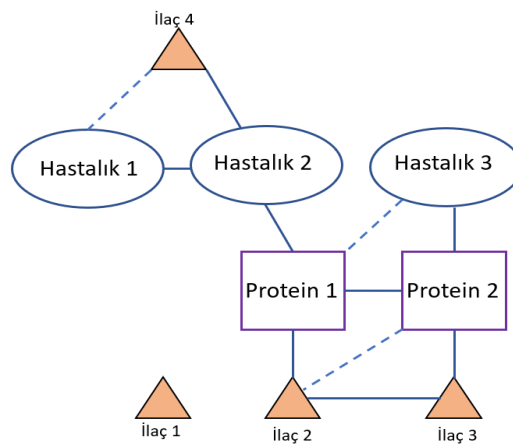 İlaç 4
Hastalık 1
Hastalık 2
Hastalık 3
Protein 1
Protein 2
İlaç 1
İlaç 2
İlaç 3